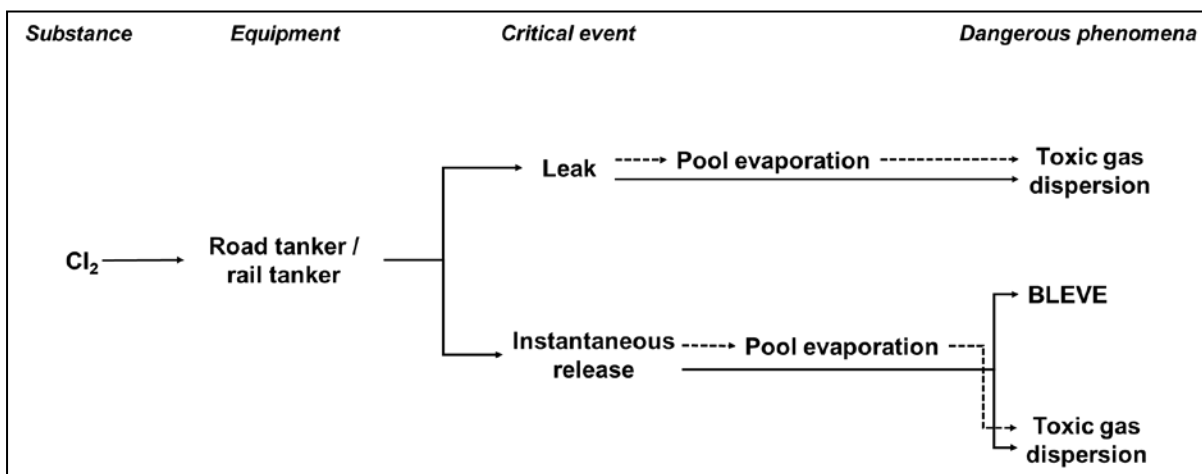 Substance Equipment Critical event Dangerous phenomena
Leak Pool evaporation Toxic gas
dispersion
Cl₂ Road tanker /
rail tanker
BLEVE
Instantaneous
release Pool evaporation
Toxic gas
dispersion